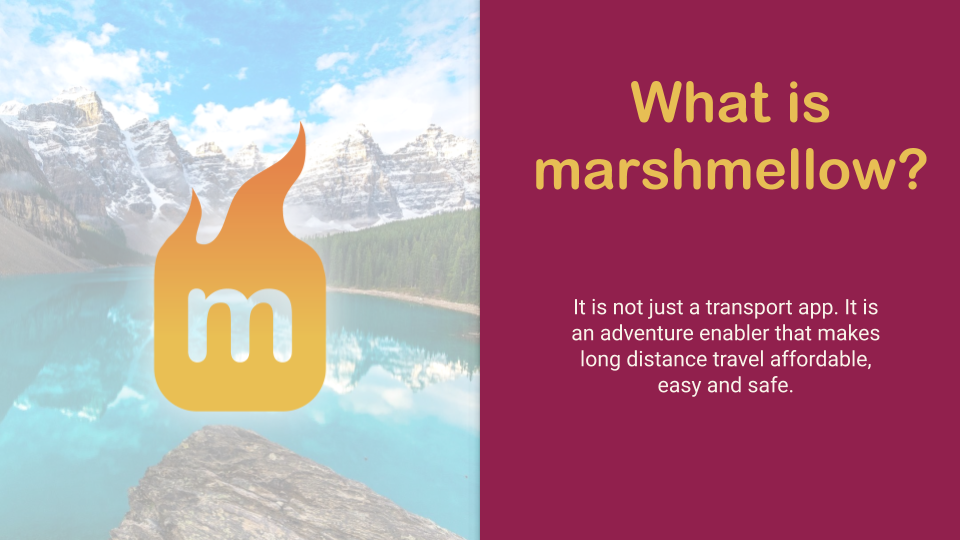 m
What is
marshmellow?
It is not just a transport app. It is
an adventure enabler that makes
long distance travel affordable,
easy and safe.